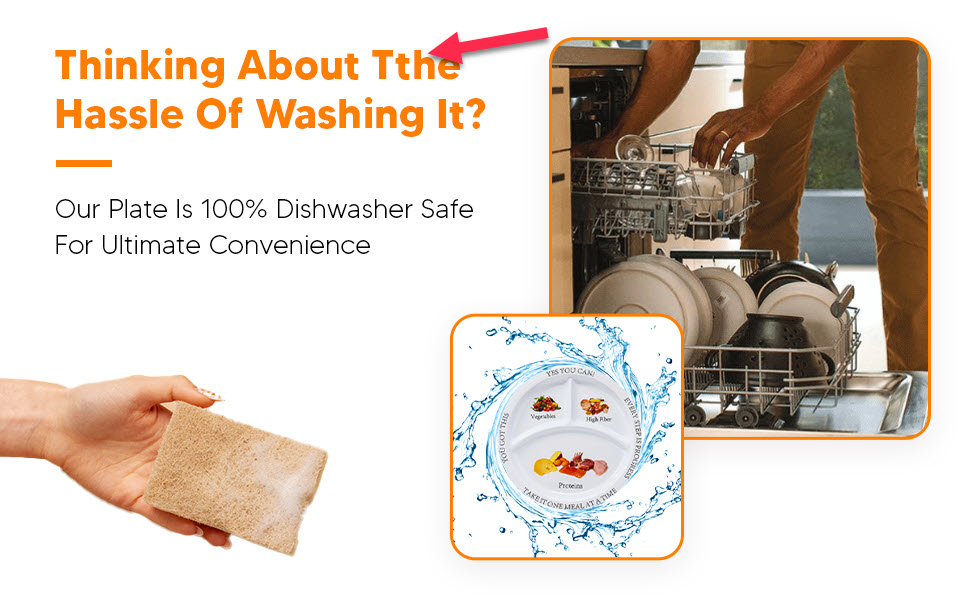 Thinking About Tthe
Hassle Of Washing It?
Our Plate Is 100% Dishwasher Safe
For Ultimate Convenience
YES YOU CAN!
EVERY STEP IS PROGRESS
TAKE IT ONE MEAL AT A TIME
YOU GOT THIS
Vegetables
High Fiber
Proteins